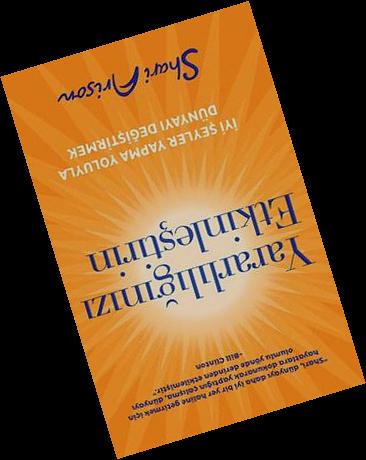 "Shari, dünyayı daha iyi bir yer haline getirmek için
hayatlara dokunarak yaptığın çalışma, dünyayı
olumlu yönde derinden etkilemiştir."
-Bill Clinton
Yararlılığınızı
Etkinleştirin
İYİ ŞEYLER YAPMA YOLUYLA
DÜNYAYI DEĞİŞTİRMEK
Shari Arison